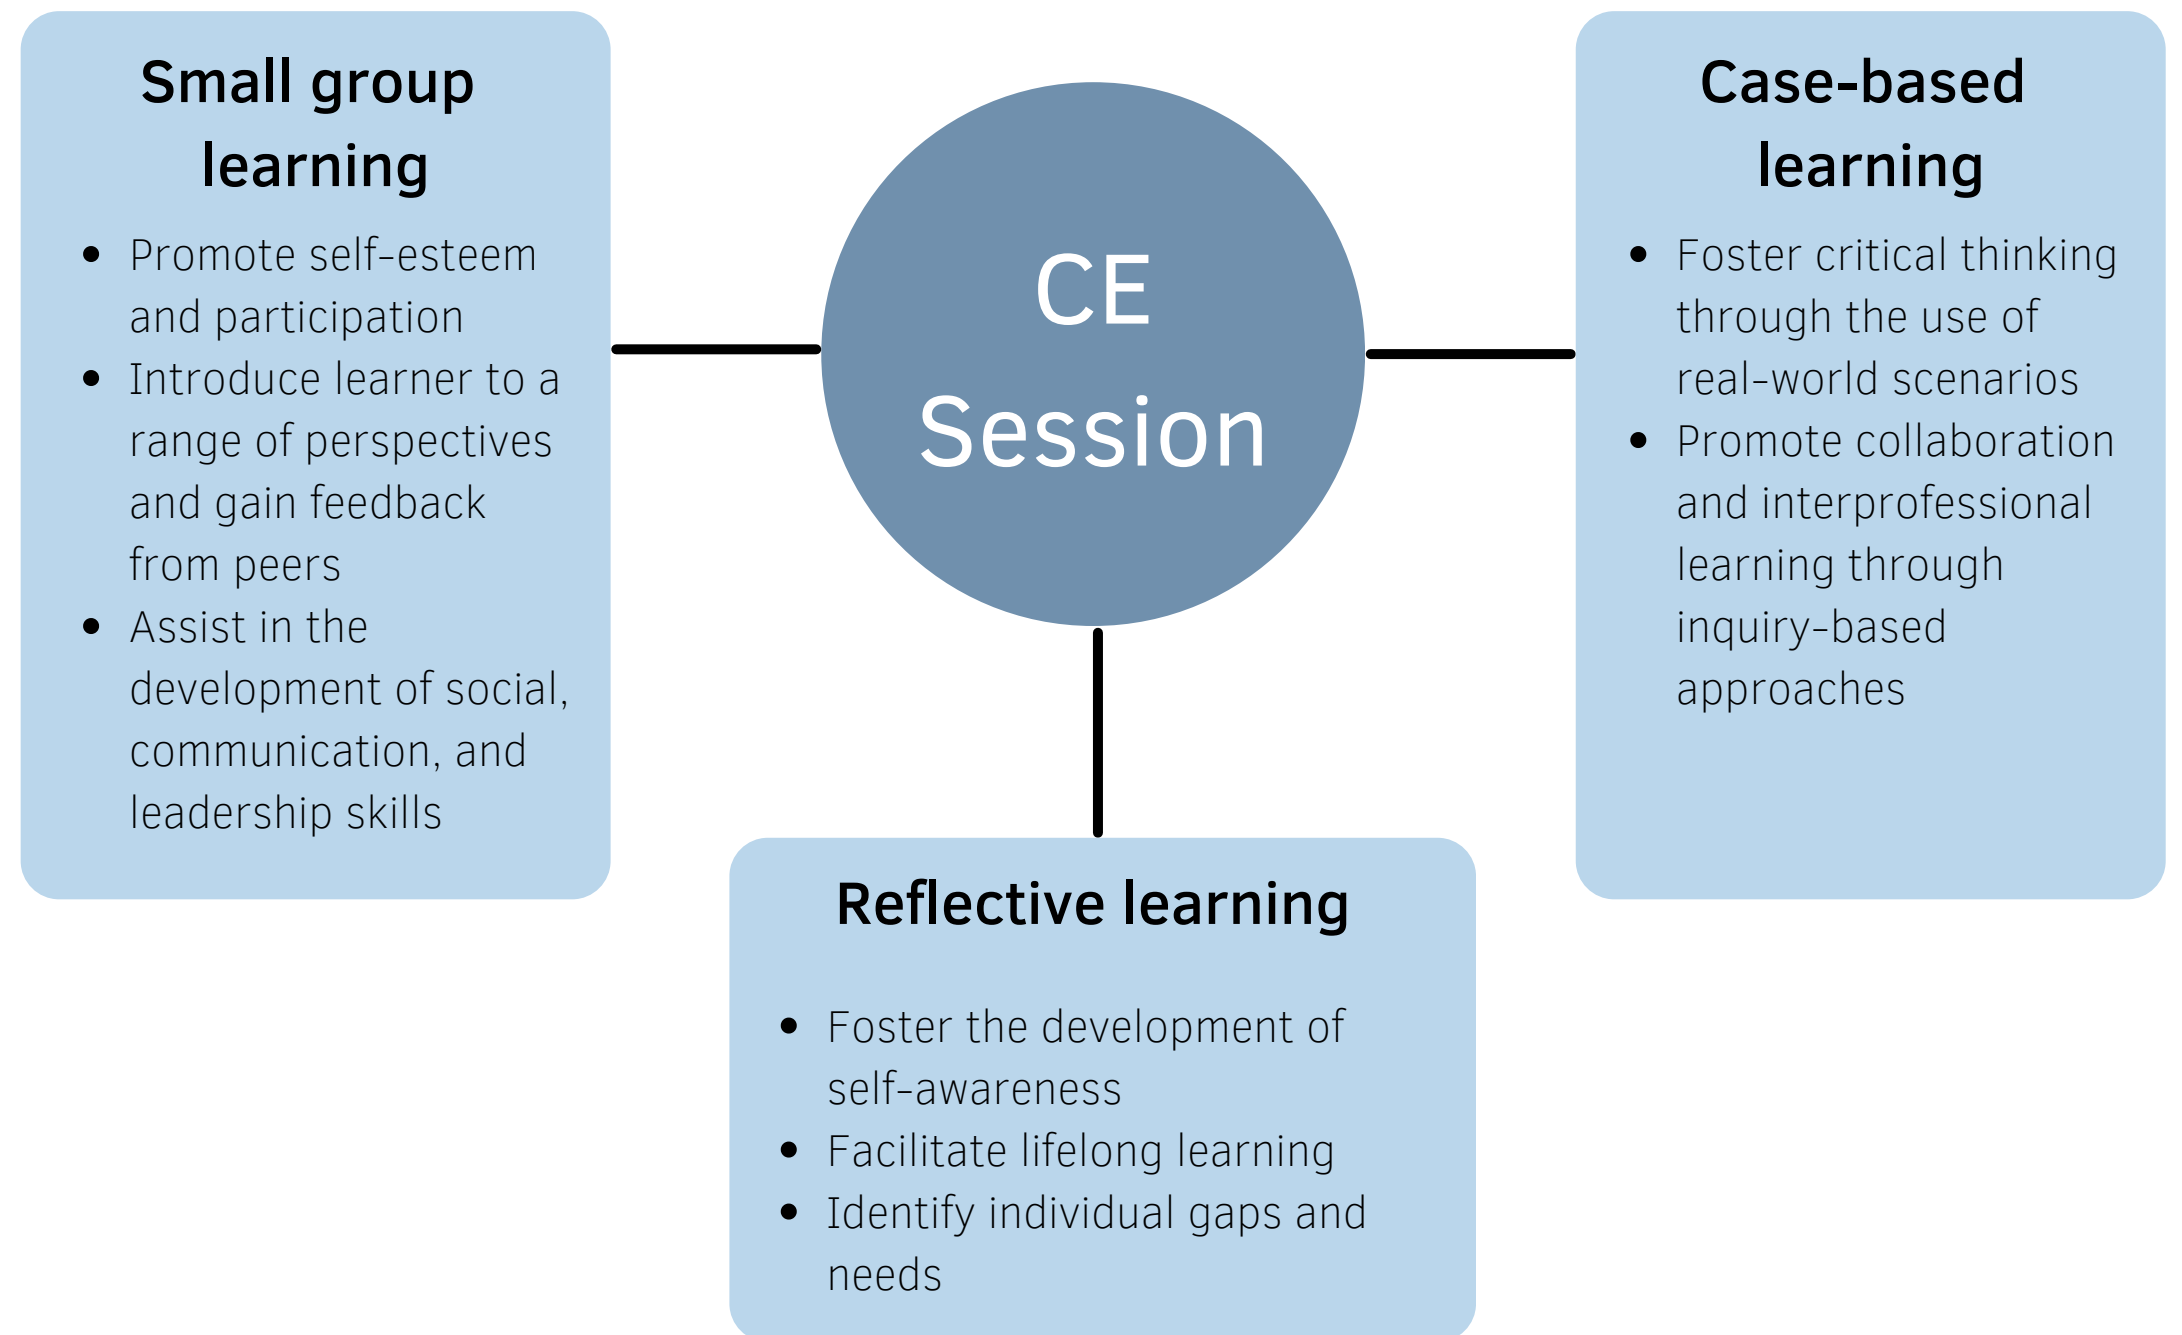 Small group
learning
• Promote self-esteem
and participation
• Introduce learner to a
range of perspectives
and gain feedback
from peers
• Assist in the
development of social,
communication, and
leadership skills
CE
Session
Case-based
learning
• Foster critical thinking
through the use of
real-world scenarios
• Promote collaboration
and interprofessional
learning through
inquiry-based
approaches
Reflective learning
• Foster the development of
self-awareness
• Facilitate lifelong learning
• Identify individual gaps and
needs